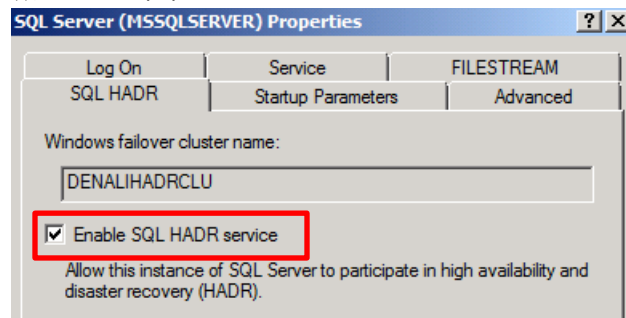 SQL Server (MSSQLSERVER) Properties
Log On Service FILESTREAM
SQL HADR Startup Parameters Advanced
Windows failover cluster name:
DENALIHADRCLU
Enable SQL HADR service
Allow this instance of SQL Server to participate in high availability and
disaster recovery (HADR).